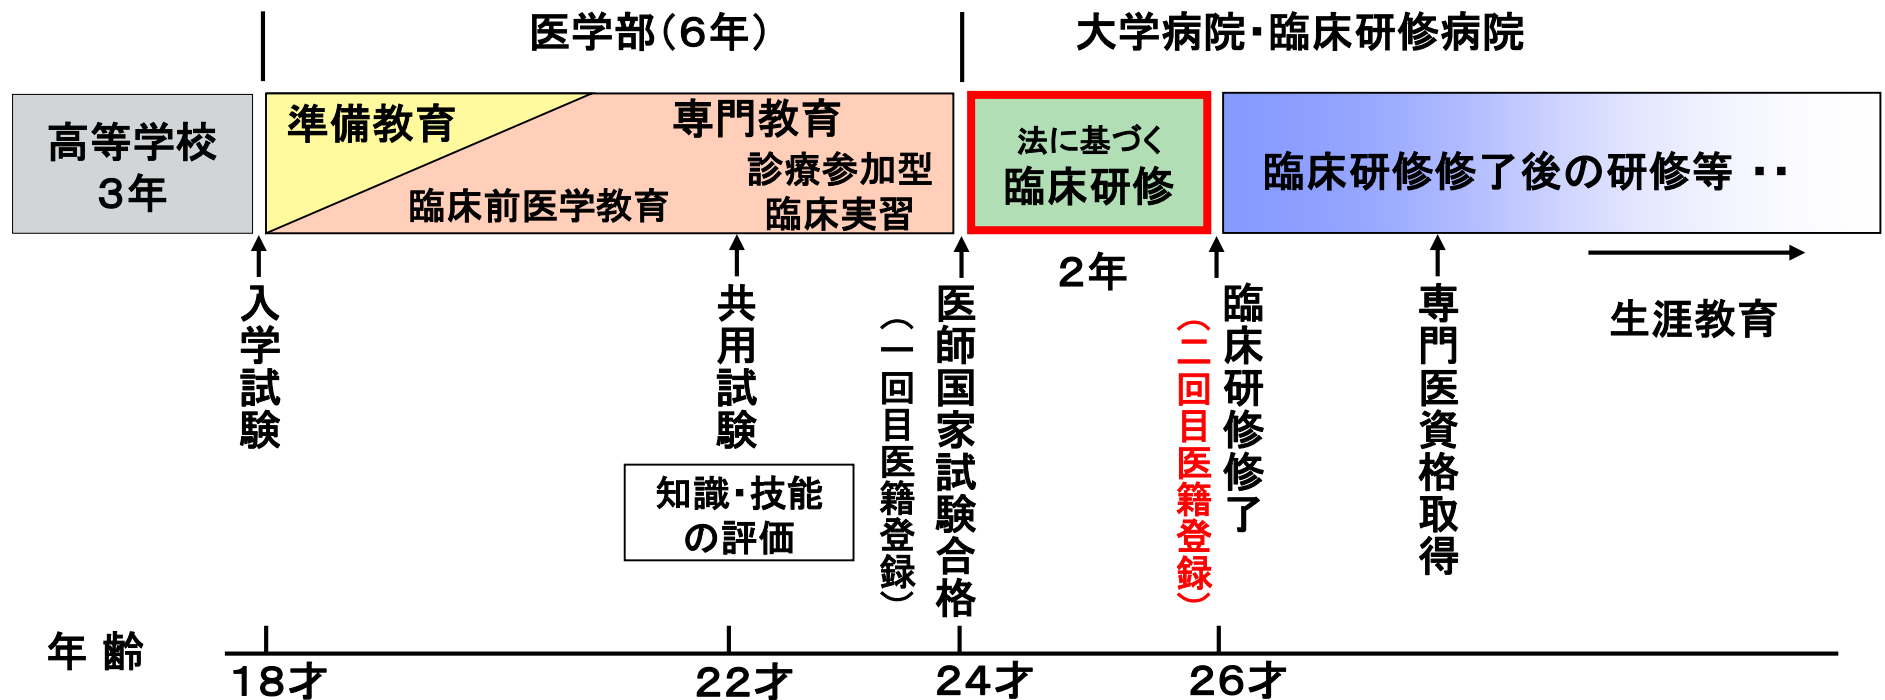 医学部（６年）
大学病院・臨床研修病院
高等学校
３年
準備教育
専門教育
臨床前医学教育
診療参加型
臨床実習
法に基づく
臨床研修
臨床研修修了後の研修等 ‥
２年
入学試験
共用試験
知識・技能
の評価
（一回目医籍登録）
医師国家試験合格
（二回目医籍登録）
臨床研修修了
専門医資格取得
生涯教育
年 齢
１８才
２２才
２４才
２６才